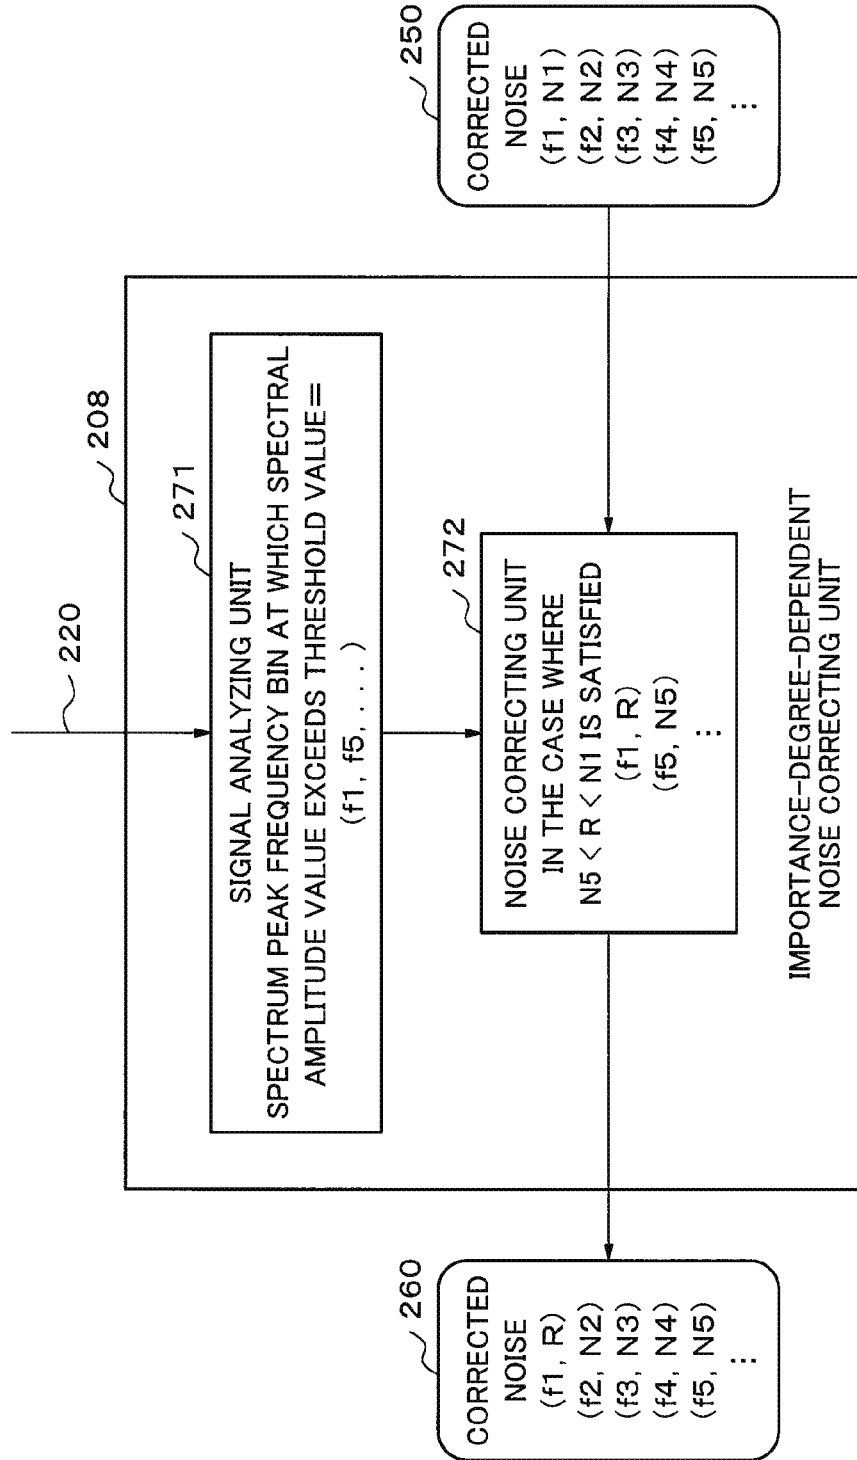 220
208
271
SIGNAL ANALYZING UNIT
SPECTRUM PEAK FREQUENCY BIN AT WHICH SPECTRAL
AMPLITUDE VALUE EXCEEDS THRESHOLD VALUE=
(f1, f5, . . . )
260
CORRECTED
NOISE
(f1, R)
(f2, N2)
(f3, N3)
(f4, N4)
(f5, N5)
⋮
272
NOISE CORRECTING UNIT
IN THE CASE WHERE
N5 < R < N1 IS SATISFIED
(f1, R)
(f5, N5)
⋮
250
CORRECTED
NOISE
(f1, N1)
(f2, N2)
(f3, N3)
(f4, N4)
(f5, N5)
⋮
IMPORTANCE-DEGREE-DEPENDENT
NOISE CORRECTING UNIT